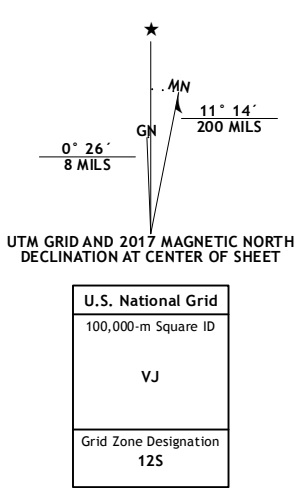 ★
MN
GN
11° 14´
200 MILS
0° 26´
8 MILS
UTM GRID AND 2017 MAGNETIC NORTH
DECLINATION AT CENTER OF SHEET
U.S. National Grid
100,000-m Square ID
VJ
Grid Zone Designation
12S